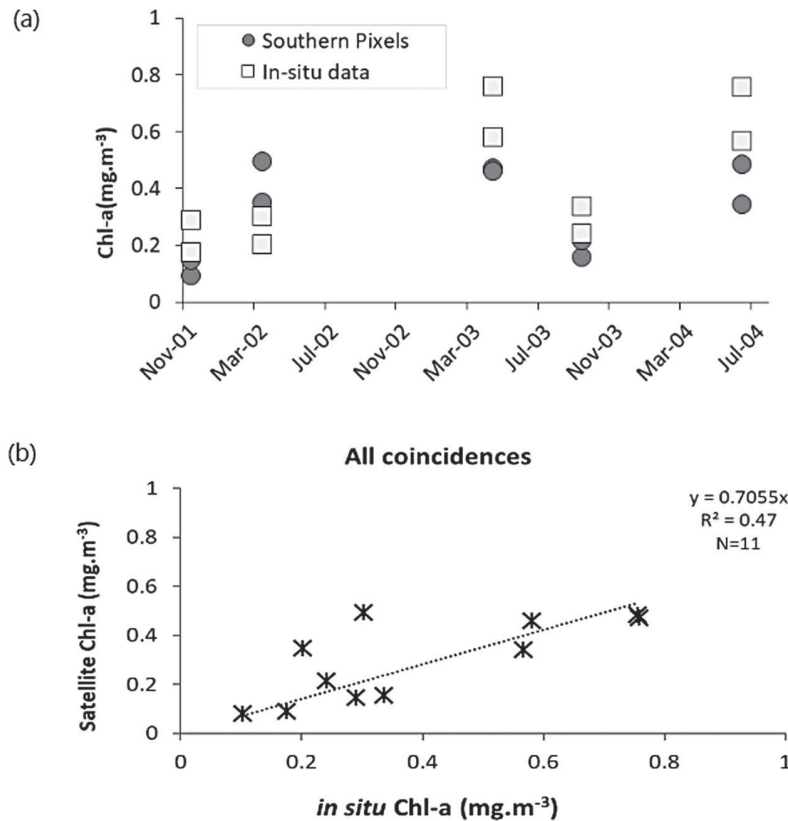 (a)
1
0.8
0.6
0.4
0.2
0
Chl-a(mg.m-3)
Southern Pixels
In-situ data
Nov-01
Mar-02
Jul-02
Nov-02
Mar-03
Jul-03
Nov-03
Mar-04
Jul-04
(b)
All coincidences
y = 0.7055x
R² = 0.47
N=11
1
0.8
0.6
0.4
0.2
0
Satellite Chl-a (mg.m-3)
0
0.2
0.4
0.6
0.8
1
in situ Chl-a (mg.m-3)